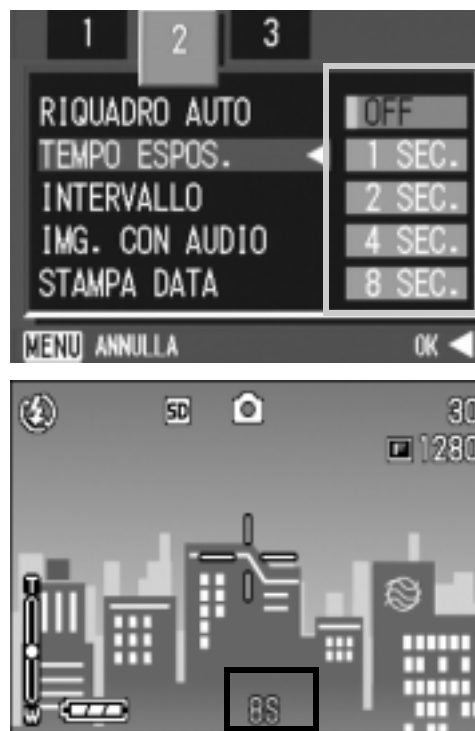 1 2 3
RIQUADRO AUTO OFF
TEMPO ESPOS. 1 SEC.
INTERVALLO 2 SEC.
IMG. CON AUDIO 4 SEC.
STAMPA DATA 8 SEC.
MENU ANNULLA OK
SD 30
1280
T
W
8S